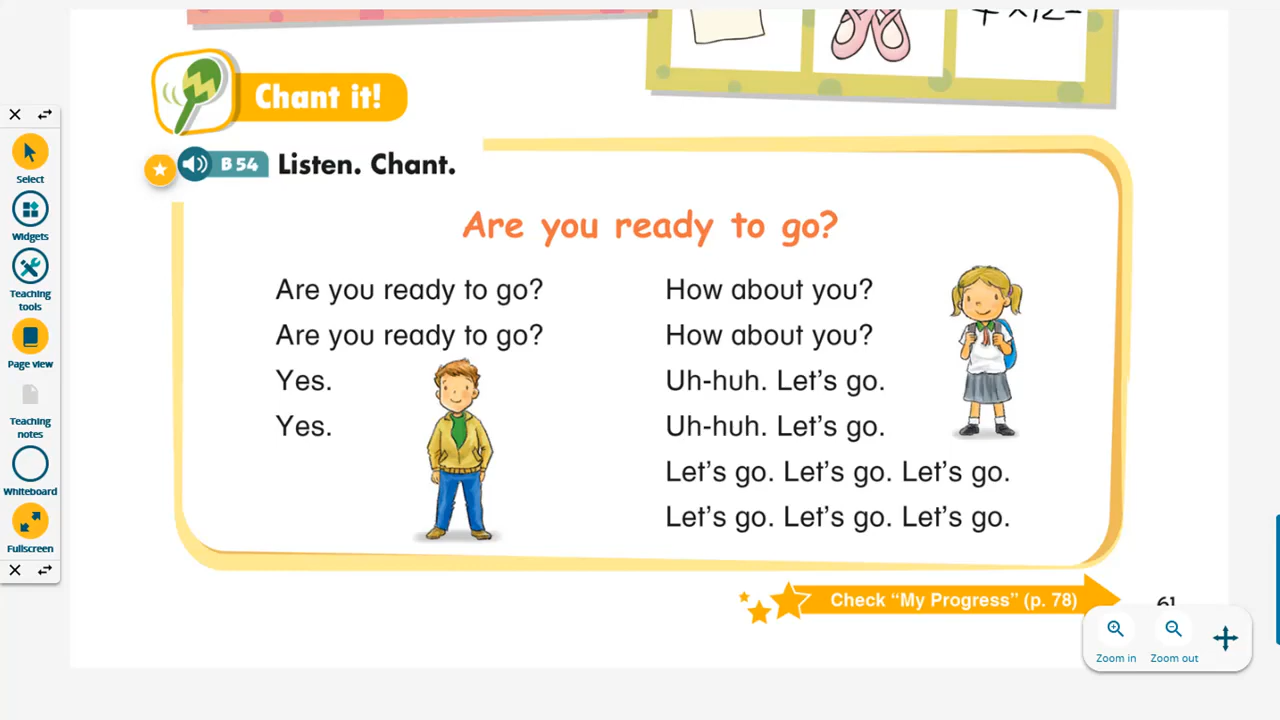 Chant it!
B 54 Listen. Chant.
Are you ready to go?
Are you ready to go?
Are you ready to go?
Yes.
Yes.
How about you?
How about you?
Uh-huh. Let's go.
Uh-huh. Let's go.
Let's go. Let's go. Let's go.
Let's go. Let's go. Let's go.
Check “My Progress” (p. 78)
61
Select
Widgets
Teaching
tools
Page view
Teaching
notes
Whiteboard
Fullscreen
Zoom in
Zoom out